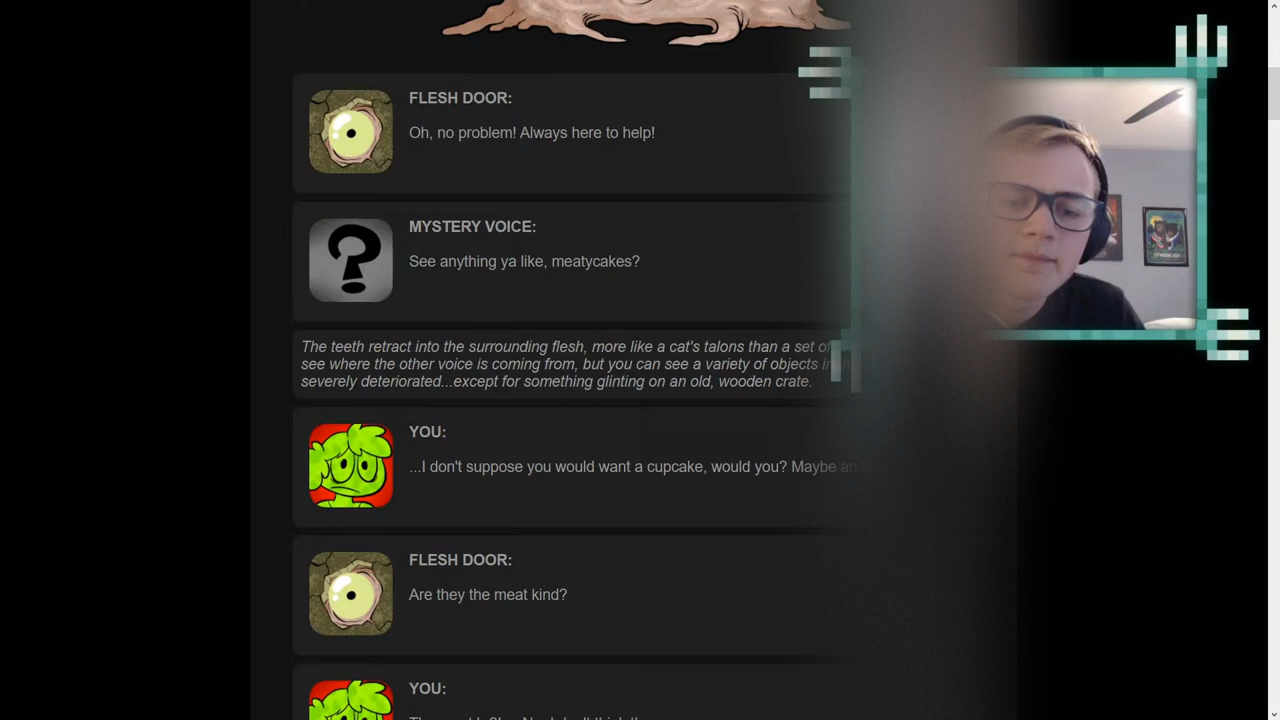 FLESH DOOR:
Oh, no problem! Always here to help!
MYSTERY VOICE:
See anything ya like, meatycakes?
The teeth retract into the surrounding flesh, more like a cat's talons than a set of
see where the other voice is coming from, but you can see a variety of objects in
severely deteriorated...except for something glinting on an old, wooden crate.
YOU:
...I don't suppose you would want a cupcake, would you? Maybe an
FLESH DOOR:
Are they the meat kind?
YOU: